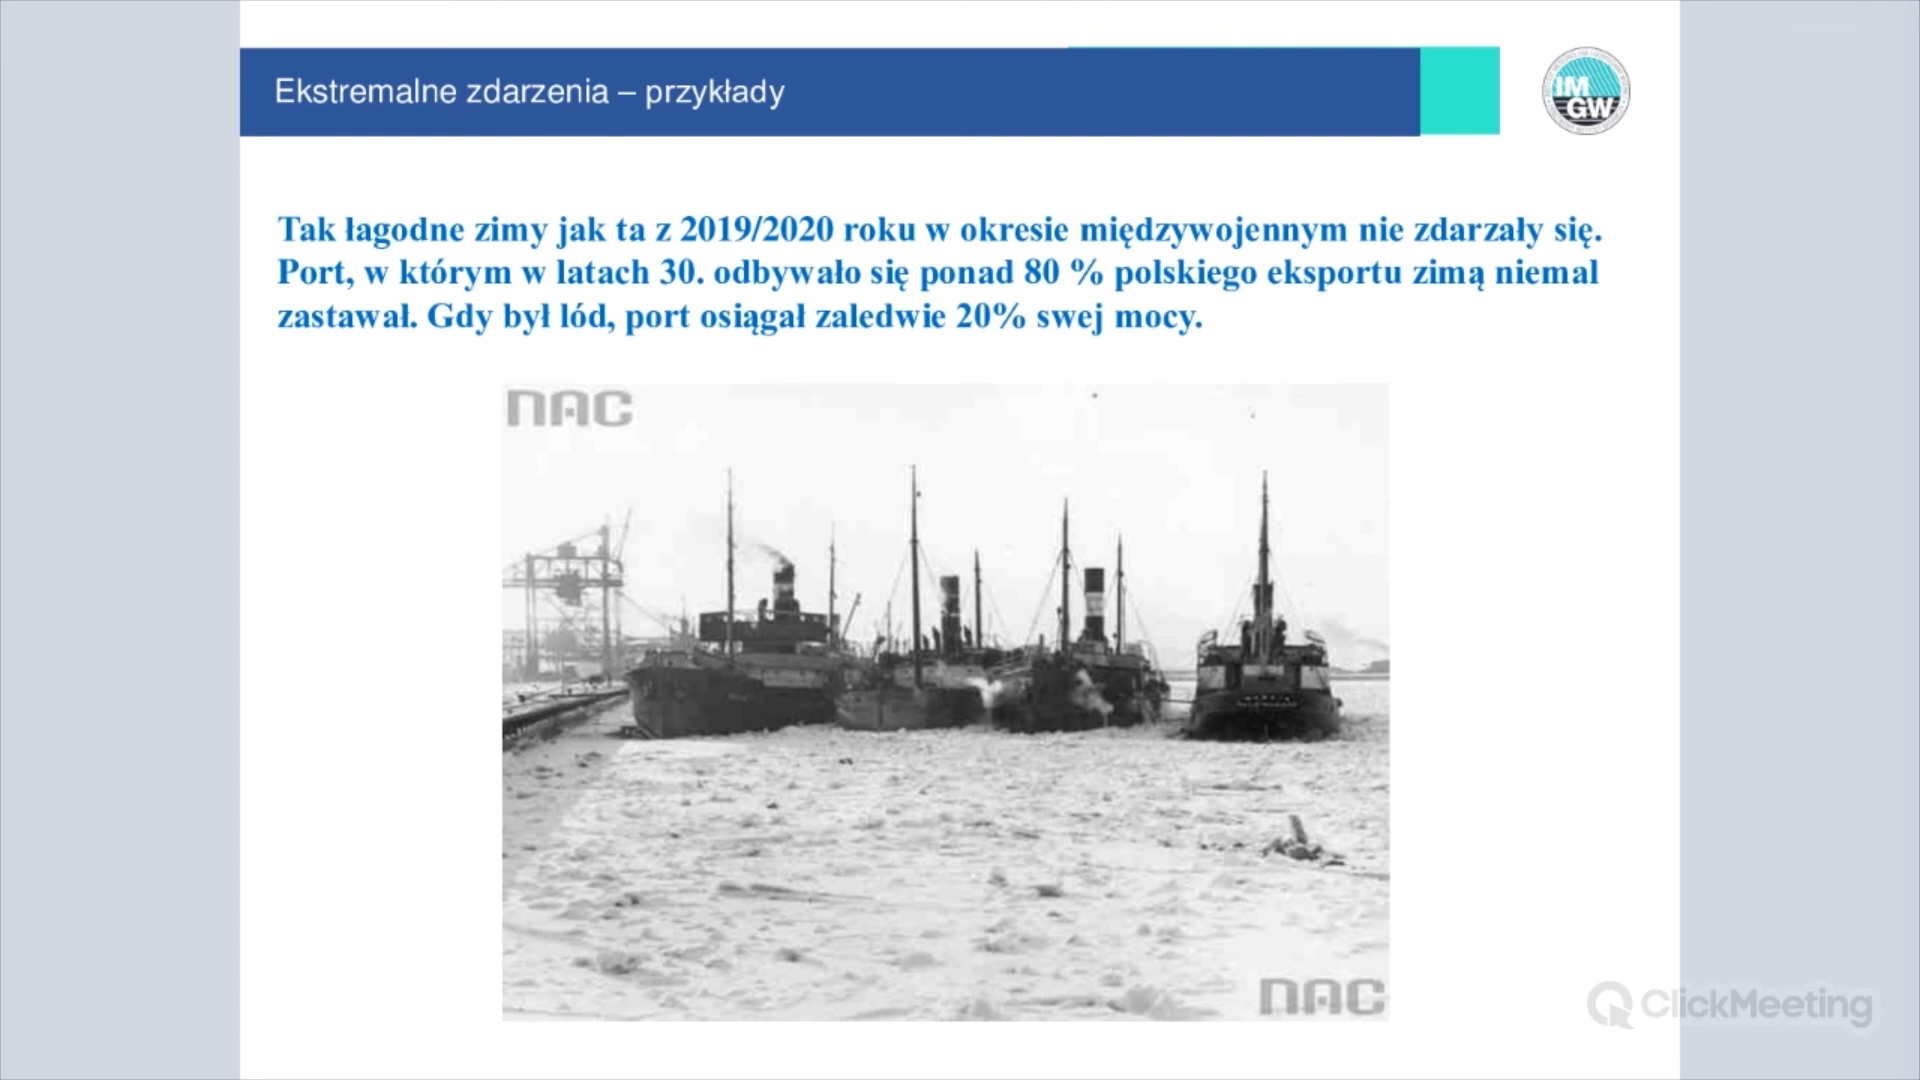 Ekstremalne zdarzenia – przykłady
IM
GW
Tak łagodne zimy jak ta z 2019/2020 roku w okresie międzywojennym nie zdarzały się.
Port, w którym w latach 30. odbywało się ponad 80 % polskiego eksportu zimą niemal
zastawał. Gdy był lód, port osiągał zaledwie 20% swej mocy.
NAC
NAC
ClickMeeting